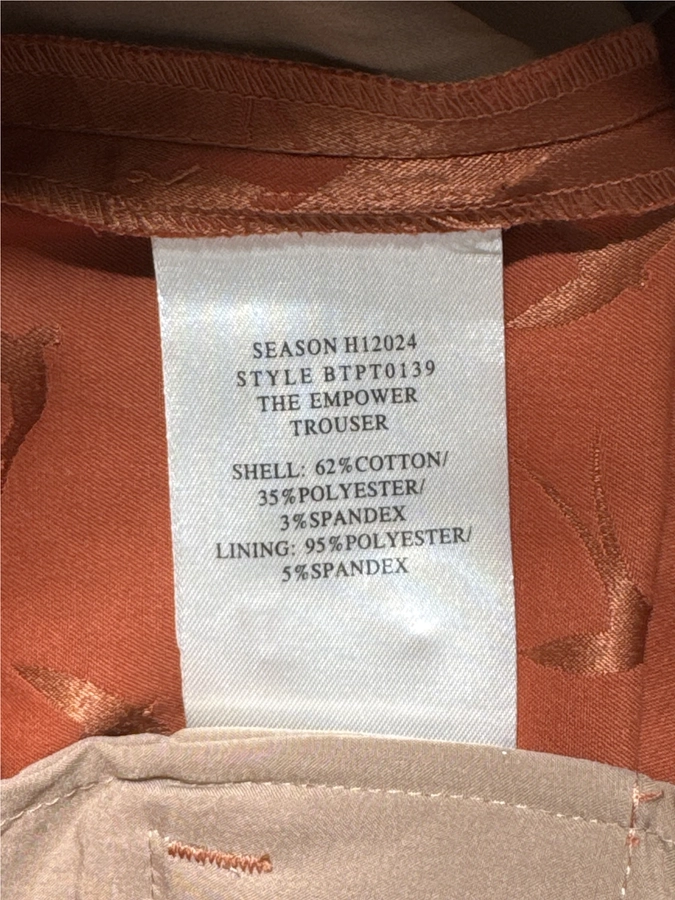 SEASON H12024
STYLE BTPT0139
THE EMPOWER
TROUSER
SHELL: 62%COTTON/
35%POLYESTER/
3%SPANDEX
LINING: 95%POLYESTER/
5%SPANDEX